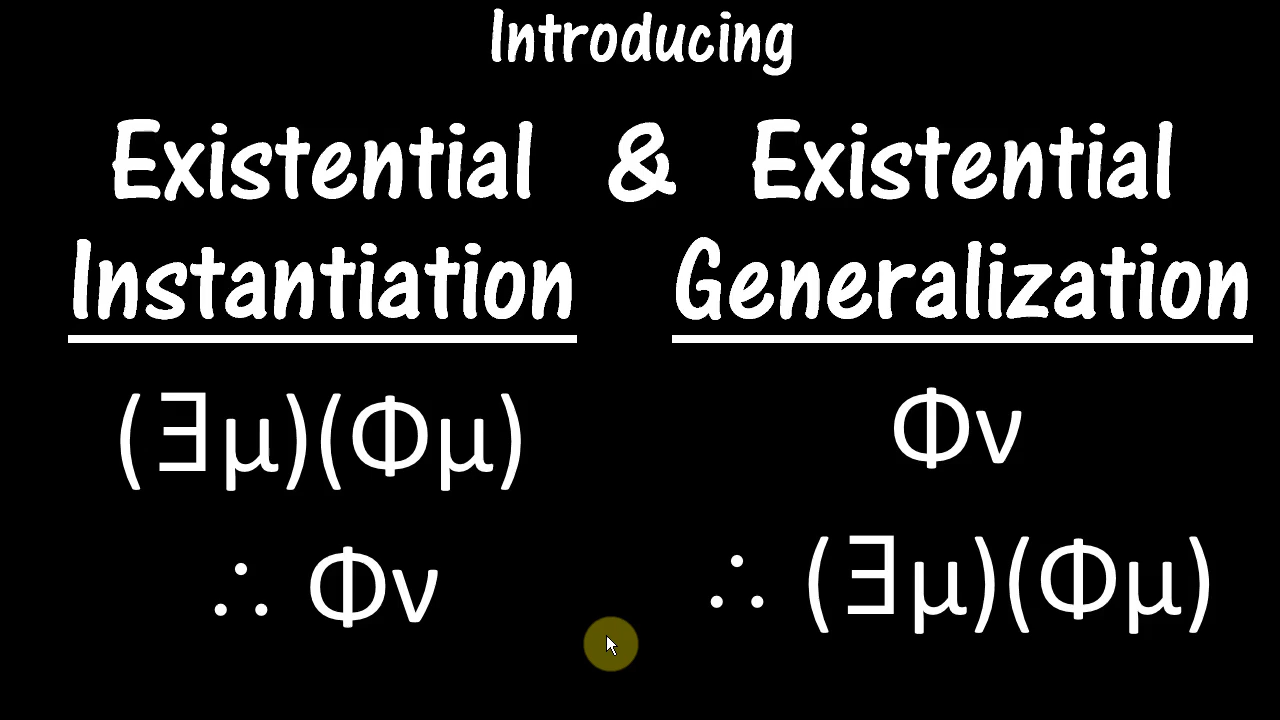 Introducing
Existential & Existential
Instantiation Generalization
(∃μ)(Φμ) Φν
∴ Φν ∴ (∃μ)(Φμ)